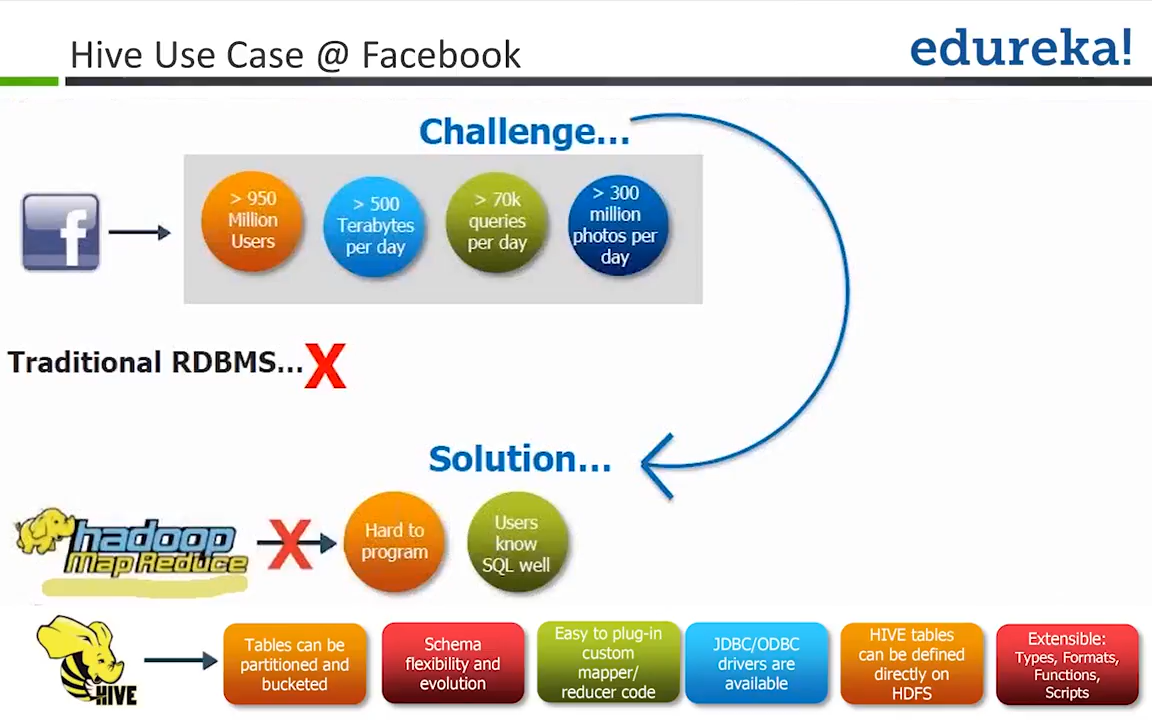 Hive Use Case @ Facebook
edureka!
Challenge...
> 950
Million
Users
> 500
Terabytes
per day
> 70k
queries
per day
> 300
million
photos per
day
f
Traditional RDBMS...X
Solution...
hadoop
Map Reduce
X
Hard to
program
Users
know
SQL well
HIVE
Tables can be
partitioned and
bucketed
Schema
flexibility and
evolution
Easy to plug-in
custom
mapper/
reducer code
JDBC/ODBC
drivers are
available
HIVE tables
can be defined
directly on
HDFS
Extensible:
Types, Formats,
Functions,
Scripts